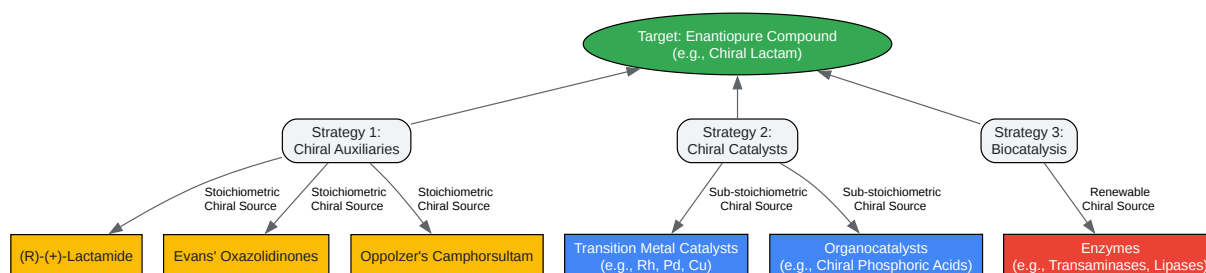 Target: Enantiopure Compound
(e.g., Chiral Lactam)
Strategy 1:
Chiral Auxiliaries
Strategy 2:
Chiral Catalysts
Strategy 3:
Biocatalysis
Stoichiometric
Chiral Source
Stoichiometric
Chiral Source
Stoichiometric
Chiral Source
Sub-stoichiometric
Chiral Source
Sub-stoichiometric
Chiral Source
Renewable
Chiral Source
(R)-(+)-Lactamide
Evans' Oxazolidinones
Oppolzer's Camphorsultam
Transition Metal Catalysts
(e.g., Rh, Pd, Cu)
Organocatalysts
(e.g., Chiral Phosphoric Acids)
Enzymes
(e.g., Transaminases, Lipases)